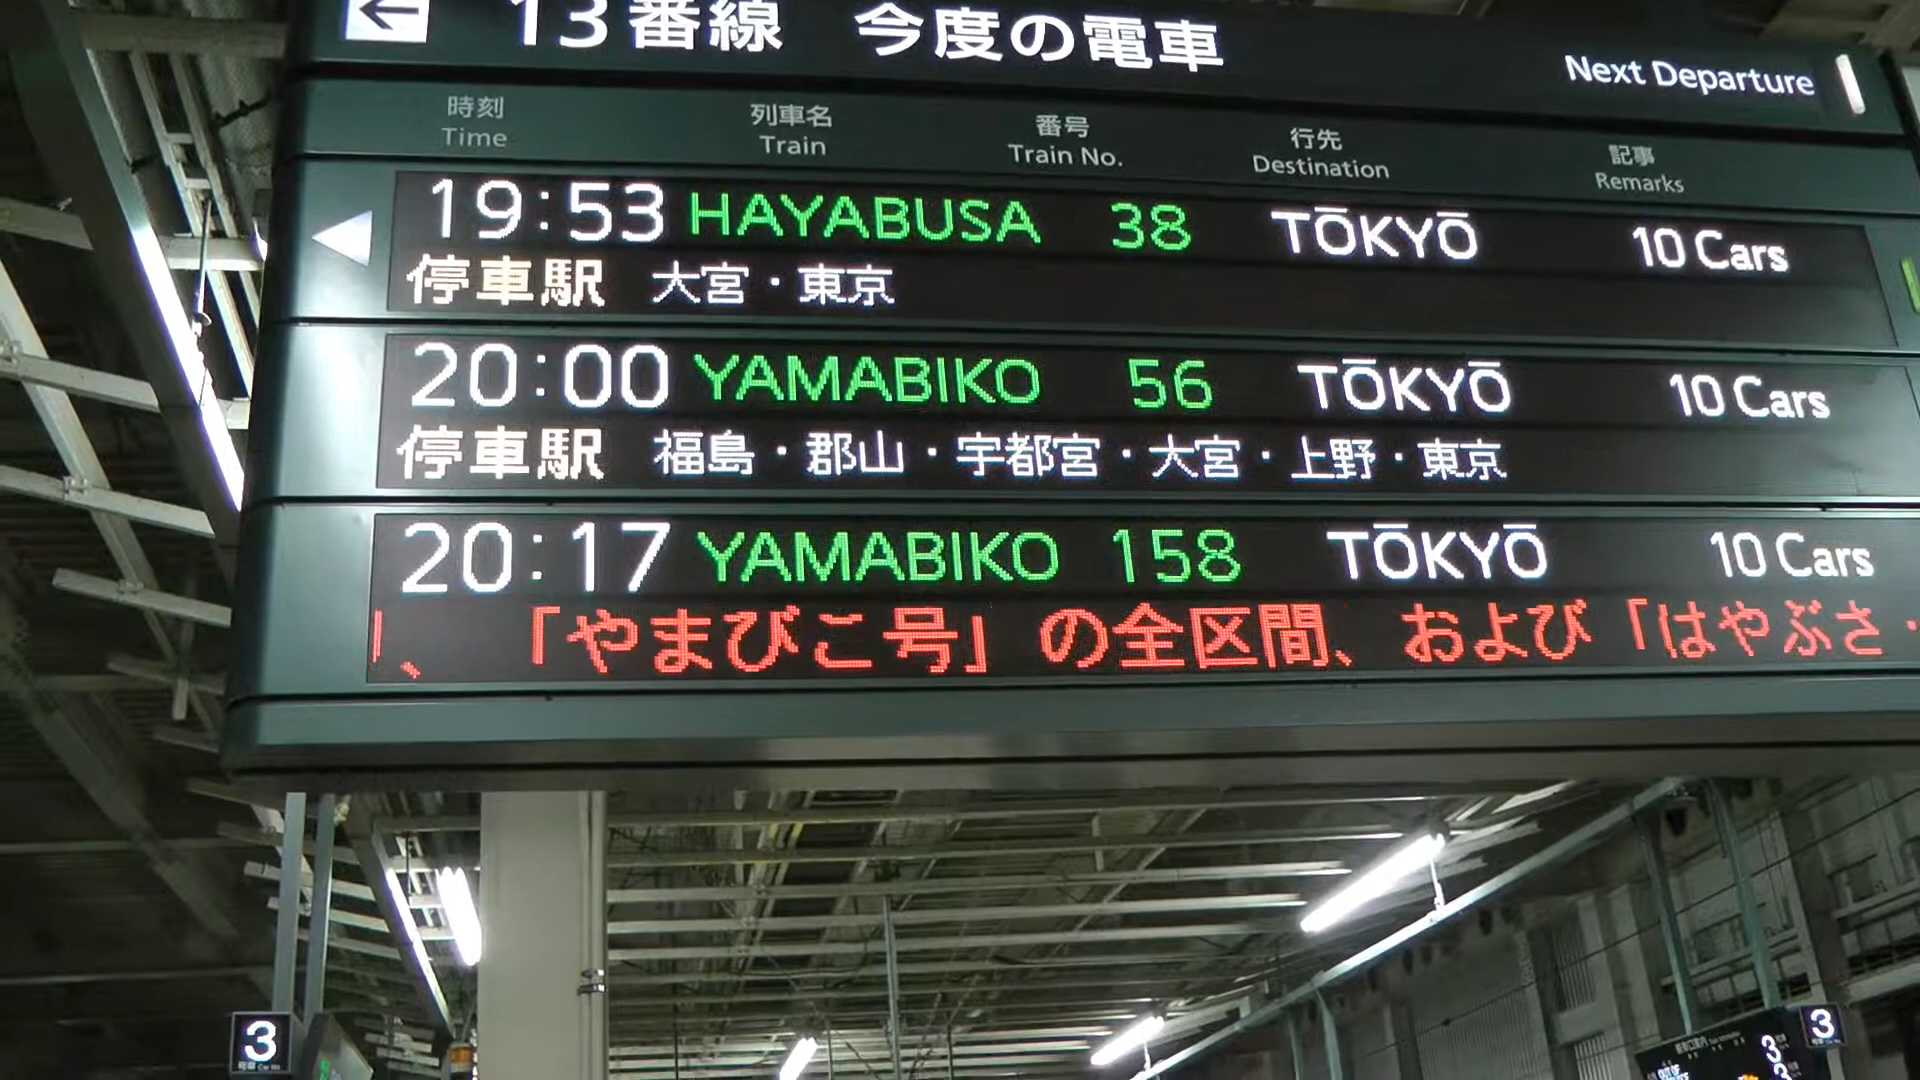 13番線 今度の電車 Next Departure
時刻 列車名 番号 行先 記事
Time Train Train No. Destination Remarks
19:53 HAYABUSA 38 TŌKYŌ 10 Cars
停車駅 大宮・東京
20:00 YAMABIKO 56 TŌKYŌ 10 Cars
停車駅 福島・郡山・宇都宮・大宮・上野・東京
20:17 YAMABIKO 158 TŌKYŌ 10 Cars
、「やまびこ号」の全区間、および「はやぶさ・
3
3
3